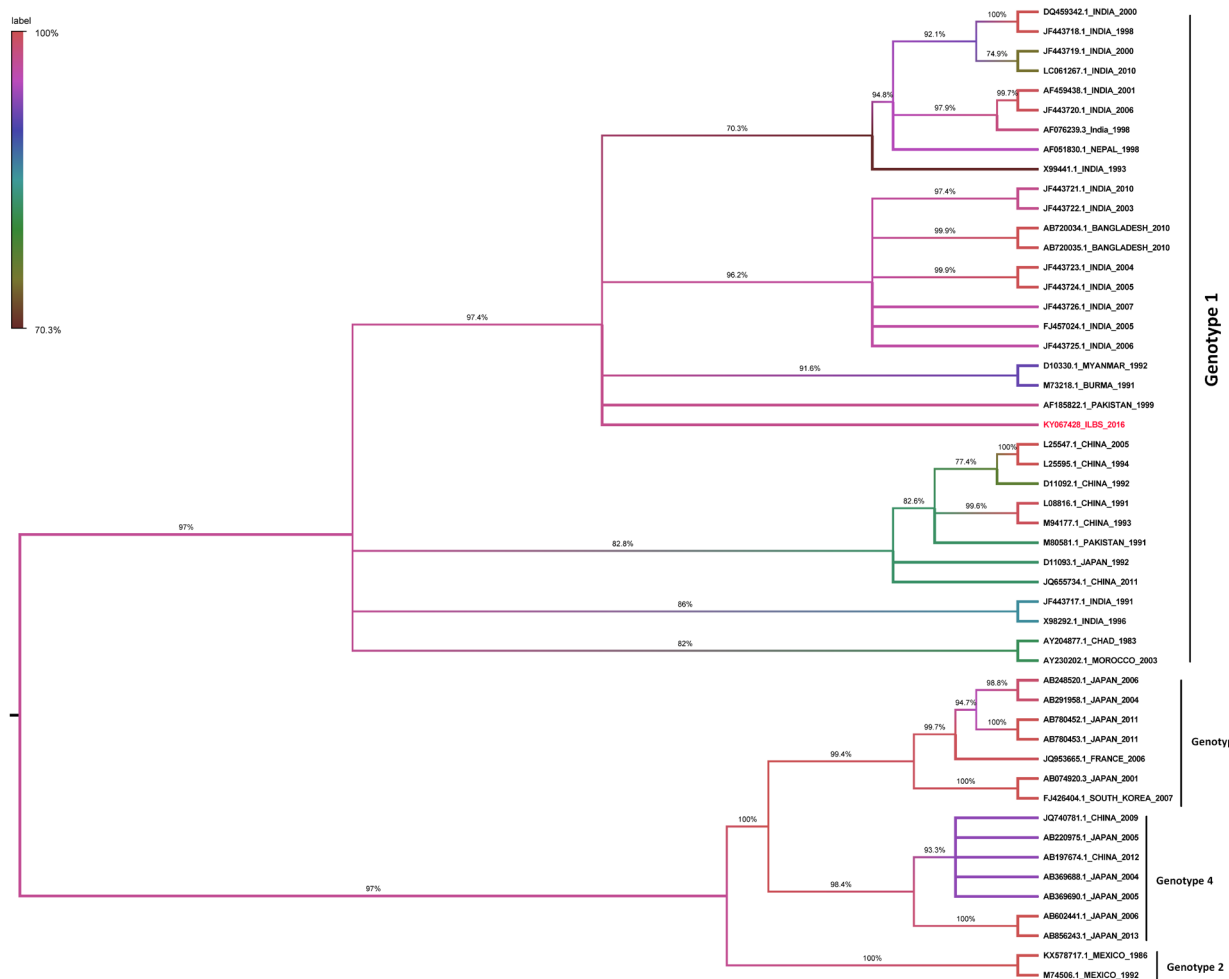 label
100%
70.3%
DQ459342.1_INDIA_2000
100%
JF443718.1_INDIA_1998
92.1%
JF443719.1_INDIA_2000
74.9%
LC061267.1_INDIA_2010
94.8%
AF459438.1_INDIA_2001
99.7%
JF443720.1_INDIA_2006
97.9%
AF076239.3_India_1998
70.3%
AF051830.1_NEPAL_1998
X99441.1_INDIA_1993
JF443721.1_INDIA_2010
97.4%
JF443722.1_INDIA_2003
AB720034.1_BANGLADESH_2010
99.9%
AB720035.1_BANGLADESH_2010
JF443723.1_INDIA_2004
96.2%
99.9%
JF443724.1_INDIA_2005
JF443726.1_INDIA_2007
97.4%
FJ457024.1_INDIA_2005
JF443725.1_INDIA_2006
D10330.1_MYANMAR_1992
91.6%
M73218.1_BURMA_1991
AF185822.1_PAKISTAN_1999
KY067428_ILBS_2016
Genotype 1
L25547.1_CHINA_2005
100%
L25595.1_CHINA_1994
77.4%
D11092.1_CHINA_1992
82.6%
L08816.1_CHINA_1991
99.6%
M94177.1_CHINA_1993
97%
M80581.1_PAKISTAN_1991
82.8%
D11093.1_JAPAN_1992
JQ655734.1_CHINA_2011
JF443717.1_INDIA_1991
86%
X98292.1_INDIA_1996
AY204877.1_CHAD_1983
82%
AY230202.1_MOROCCO_2003
AB248520.1_JAPAN_2006
98.8%
AB291958.1_JAPAN_2004
94.7%
AB780452.1_JAPAN_2011
100%
AB780453.1_JAPAN_2011
99.7%
JQ953665.1_FRANCE_2006
99.4%
AB074920.3_JAPAN_2001
100%
FJ426404.1_SOUTH_KOREA_2007
Genotyp
JQ740781.1_CHINA_2009
100%
AB220975.1_JAPAN_2005
93.3%
AB197674.1_CHINA_2012
AB369688.1_JAPAN_2004
98.4%
AB369690.1_JAPAN_2005
97%
AB602441.1_JAPAN_2006
100%
AB856243.1_JAPAN_2013
Genotype 4
KX578717.1_MEXICO_1986
100%
M74506.1_MEXICO_1992
Genotype 2